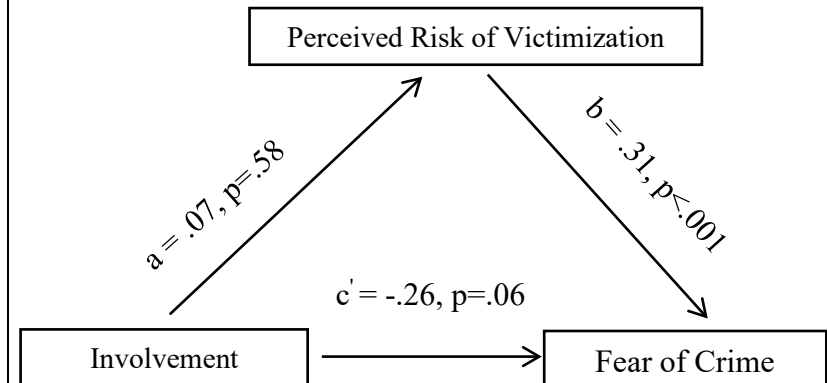 Perceived Risk of Victimization
a = .07, p=.58
b = .31, p<.001
c' = -.26, p=.06
Involvement
Fear of Crime